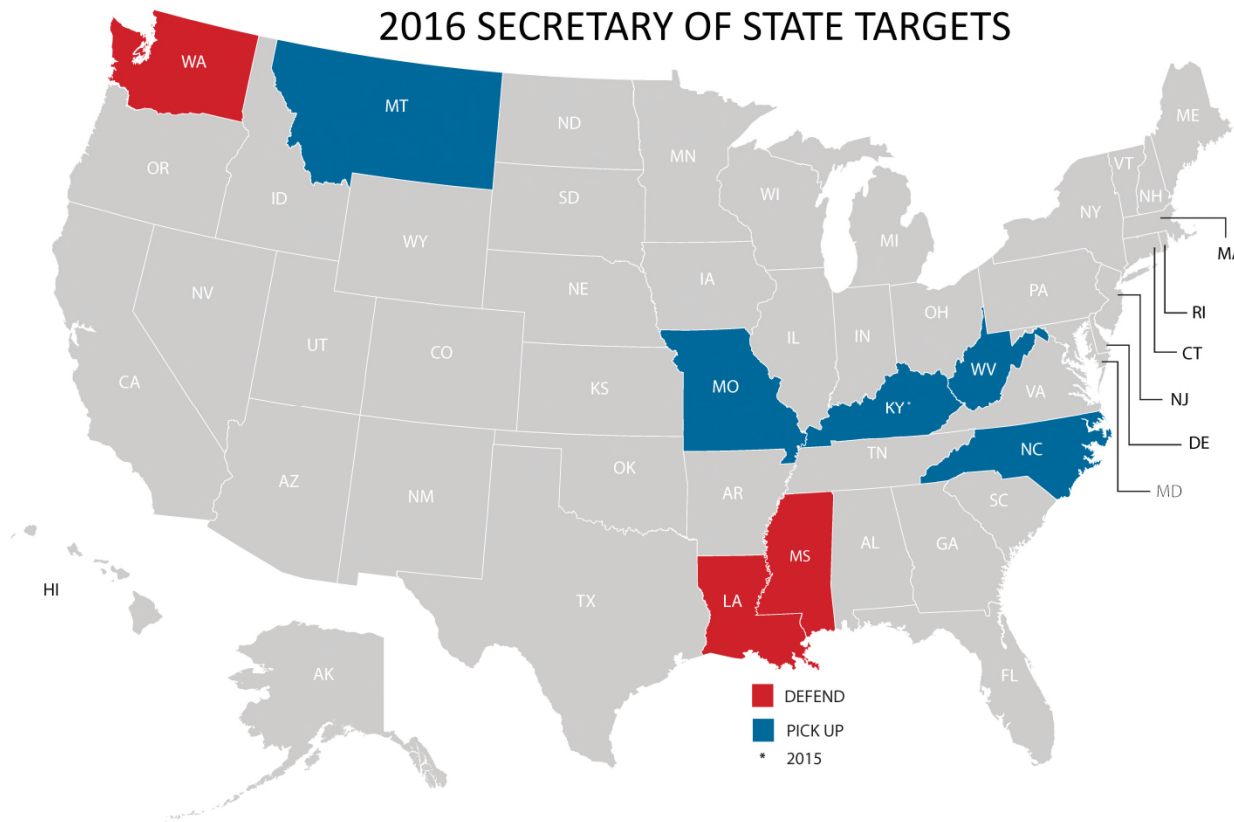 2016 SECRETARY OF STATE TARGETS
WA
MT
ND
MN
ME
OR
ID
SD
WI
VT
NH
NY
WY
MI
MA
NV
NE
IA
PA
RI
UT
CO
IL
IN
OH
CT
CA
KS
MO
WV
VA
NJ
KY*
DE
AZ
NM
OK
AR
TN
NC
MD
SC
HI
TX
LA
MS
AL
GA
AK
FL
DEFEND
PICK UP
* 2015